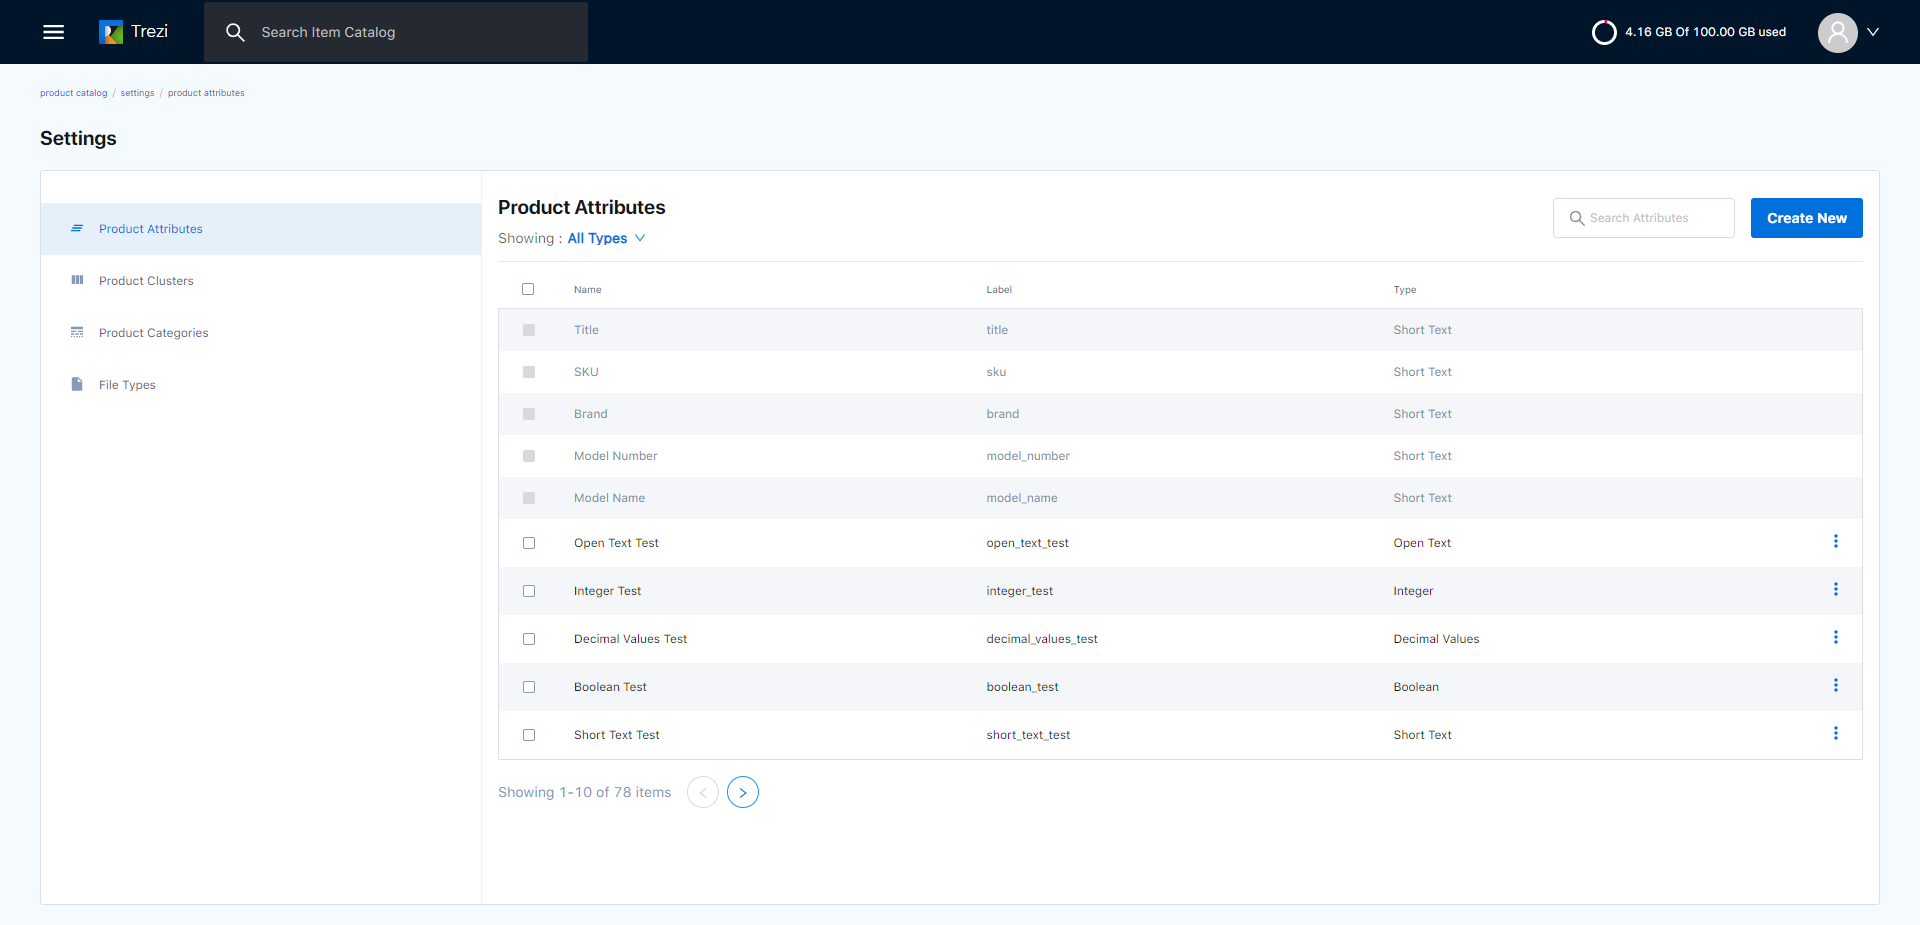 Trezi
Search Item Catalog
4.16 GB Of 100.00 GB used
product catalog / settings / product attributes
Settings
Product Attributes
Product Clusters
Product Categories
File Types
Product Attributes
Showing : All Types
Search Attributes
Create New
Name Label Type
Title title Short Text
SKU sku Short Text
Brand brand Short Text
Model Number model_number Short Text
Model Name model_name Short Text
Open Text Test open_text_test Open Text
Integer Test integer_test Integer
Decimal Values Test decimal_values_test Decimal Values
Boolean Test boolean_test Boolean
Short Text Test short_text_test Short Text
Showing 1-10 of 78 items